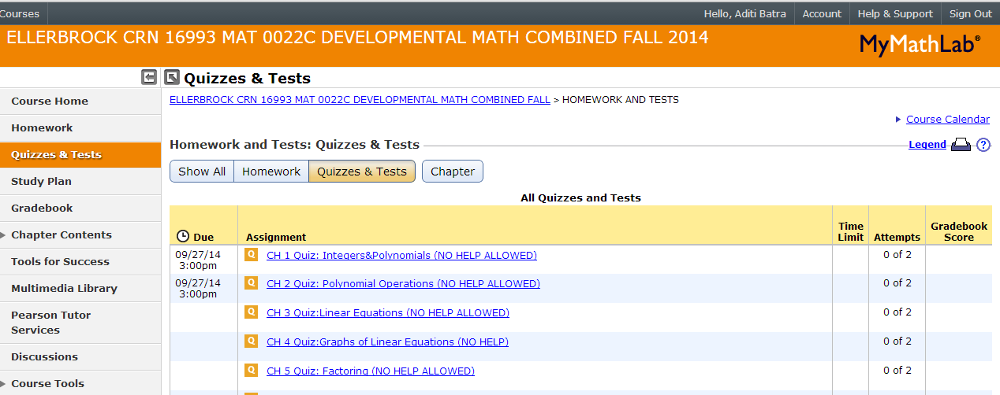 Courses Hello, Aditi Batra Account Help & Support Sign Out
ELLERBROCK CRN 16993 MAT 0022C DEVELOPMENTAL MATH COMBINED FALL 2014
MyMathLab®
Quizzes & Tests
Course Home
Homework
Quizzes & Tests
Study Plan
Gradebook
Chapter Contents
Tools for Success
Multimedia Library
Pearson Tutor
Services
Discussions
Course Tools
ELLERBROCK CRN 16993 MAT 0022C DEVELOPMENTAL MATH COMBINED FALL > HOMEWORK AND TESTS
Course Calendar
Homework and Tests: Quizzes & Tests Legend ?
Show All Homework Quizzes & Tests Chapter
All Quizzes and Tests
Due Assignment Time Limit Attempts Gradebook Score
09/27/14 Q CH 1 Quiz: Integers&Polynomials (NO HELP ALLOWED) 0 of 2
3:00pm
09/27/14 Q CH 2 Quiz: Polynomial Operations (NO HELP ALLOWED) 0 of 2
3:00pm
Q CH 3 Quiz:Linear Equations (NO HELP ALLOWED) 0 of 2
Q CH 4 Quiz:Graphs of Linear Equations (NO HELP) 0 of 2
Q CH 5 Quiz: Factoring (NO HELP ALLOWED) 0 of 2